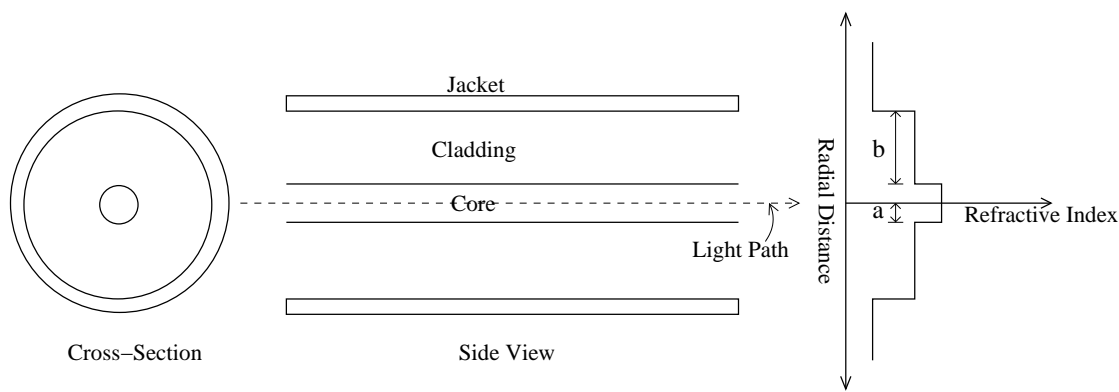 Jacket
Cladding
Core
Light Path
Cross−Section
Side View
Radial Distance
b
a
Refractive Index